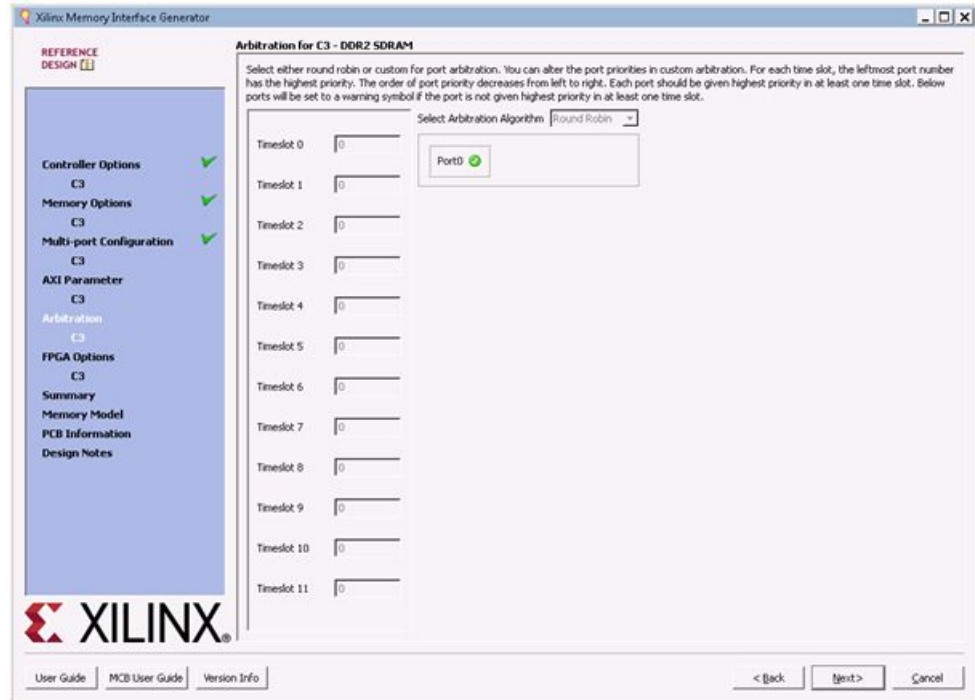 Xilinx Memory Interface Generator
REFERENCE
DESIGN
Controller Options
C3
Memory Options
C3
Multi-port Configuration
C3
AXI Parameter
C3
Arbitration
C3
FPGA Options
C3
Summary
Memory Model
PCB Information
Design Notes
XILINX®
Arbitration for C3 - DDR2 SDRAM
Select either round robin or custom for port arbitration. You can alter the port priorities in custom arbitration. For each time slot, the leftmost port number
has the highest priority. The order of port priority decreases from left to right. Each port should be given highest priority in at least one time slot. Below
ports will be set to a warning symbol if the port is not given highest priority in at least one time slot.
Select Arbitration Algorithm Round Robin
Port0
Timeslot 0 0
Timeslot 1 0
Timeslot 2 0
Timeslot 3 0
Timeslot 4 0
Timeslot 5 0
Timeslot 6 0
Timeslot 7 0
Timeslot 8 0
Timeslot 9 0
Timeslot 10 0
Timeslot 11 0
User Guide MCB User Guide Version Info < Back Next> Cancel